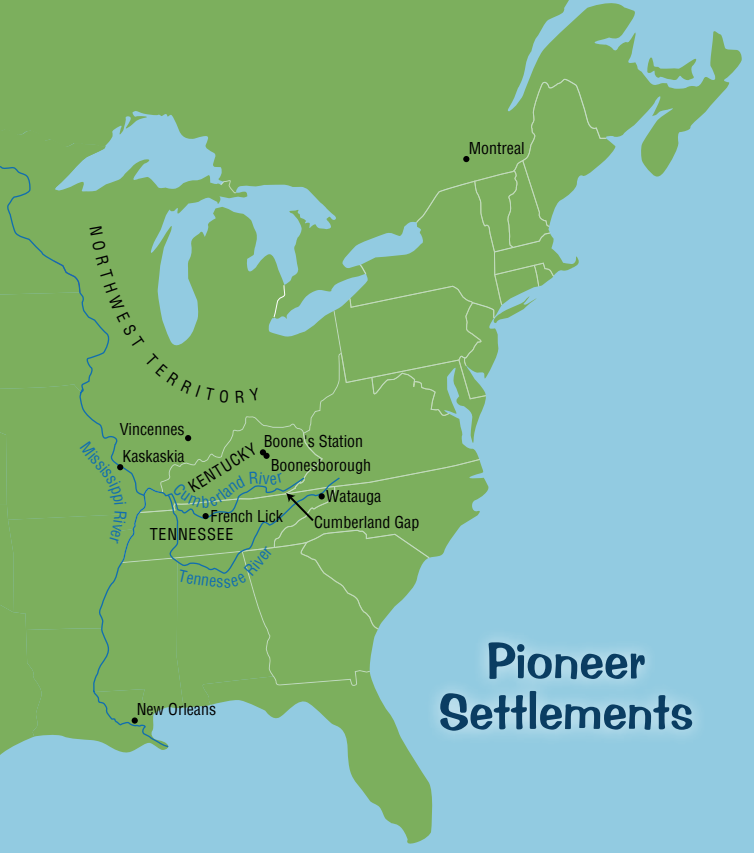 Montreal
NORTHWEST TERRITORY
Vincennes
Kaskaskia
Boone's Station
Boonesborough
KENTUCKY
Mississippi River
Cumberland River
Watauga
French Lick
Cumberland Gap
TENNESSEE
Tennessee River
Pioneer
Settlements
New Orleans